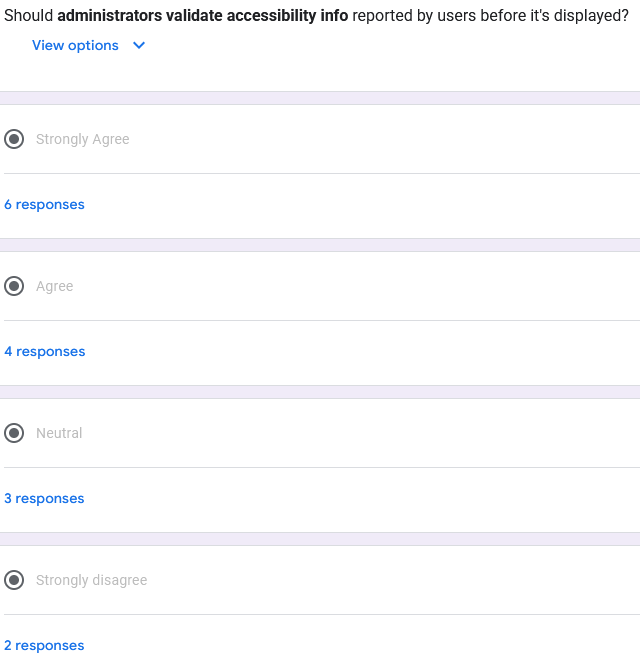 Should administrators validate accessibility info reported by users before it's displayed?
View options
Strongly Agree
6 responses
Agree
4 responses
Neutral
3 responses
Strongly disagree
2 responses